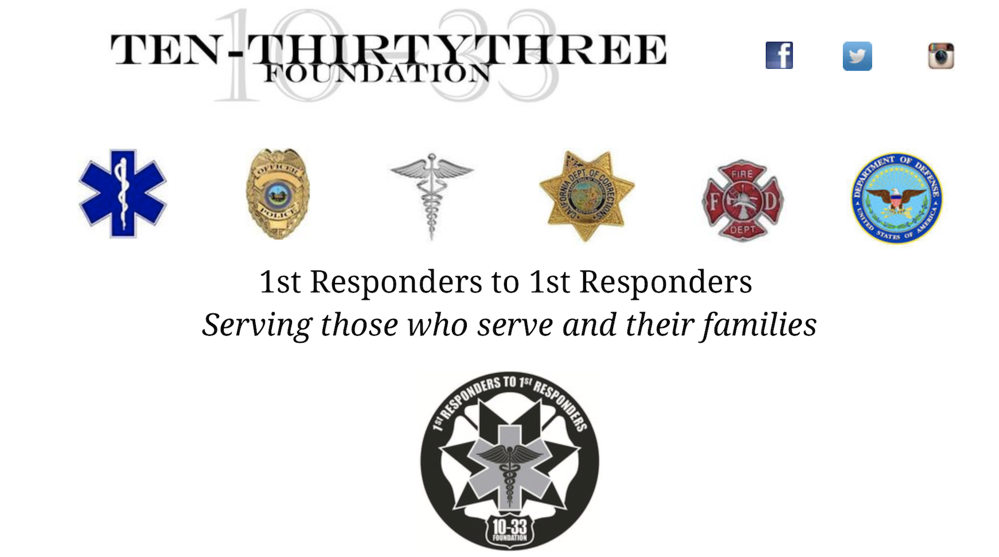 10-33
TEN-THIRTYTHREE
FOUNDATION
OFFICER
POLICE
CALIFORNIA DEPT. OF CORRECTIONS
FIRE
F D
DEPT.
DEPARTMENT OF DEFENSE
UNITED STATES OF AMERICA
1st Responders to 1st Responders
Serving those who serve and their families
1st RESPONDERS TO 1st RESPONDERS
10-33
FOUNDATION